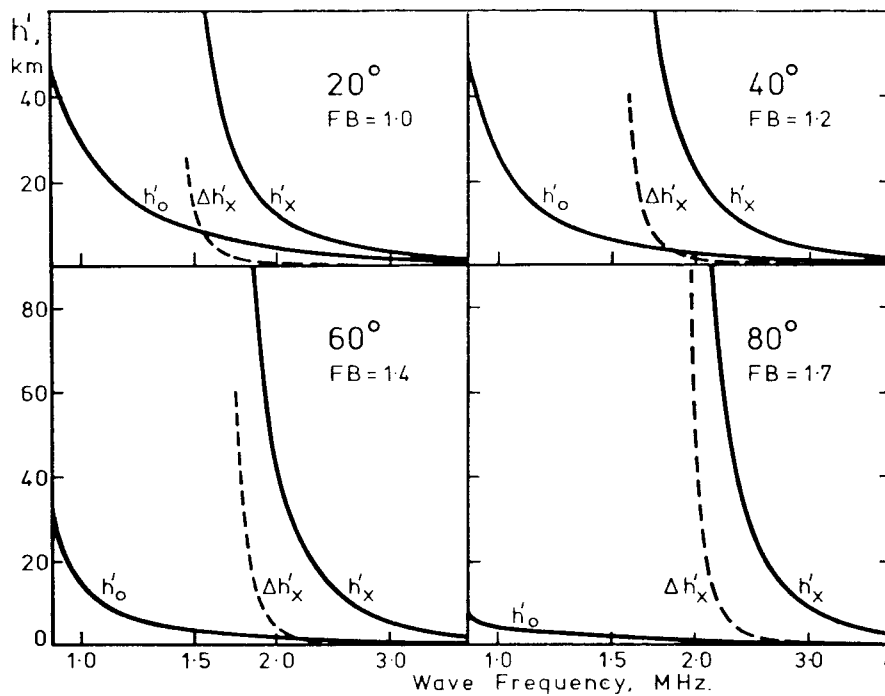 h',
km
40
20
20°
FB = 1·0
h'o
Δh'x
h'x
40°
FB = 1·2
h'o
Δh'x
h'x
80
60
40
20
0
60°
FB = 1·4
h'o
Δh'x
h'x
80°
FB = 1·7
h'o
Δh'x
h'x
1·0
1·5
2·0
3·0
1·0
1·5
2·0
3·0
Wave Frequency, MHz.